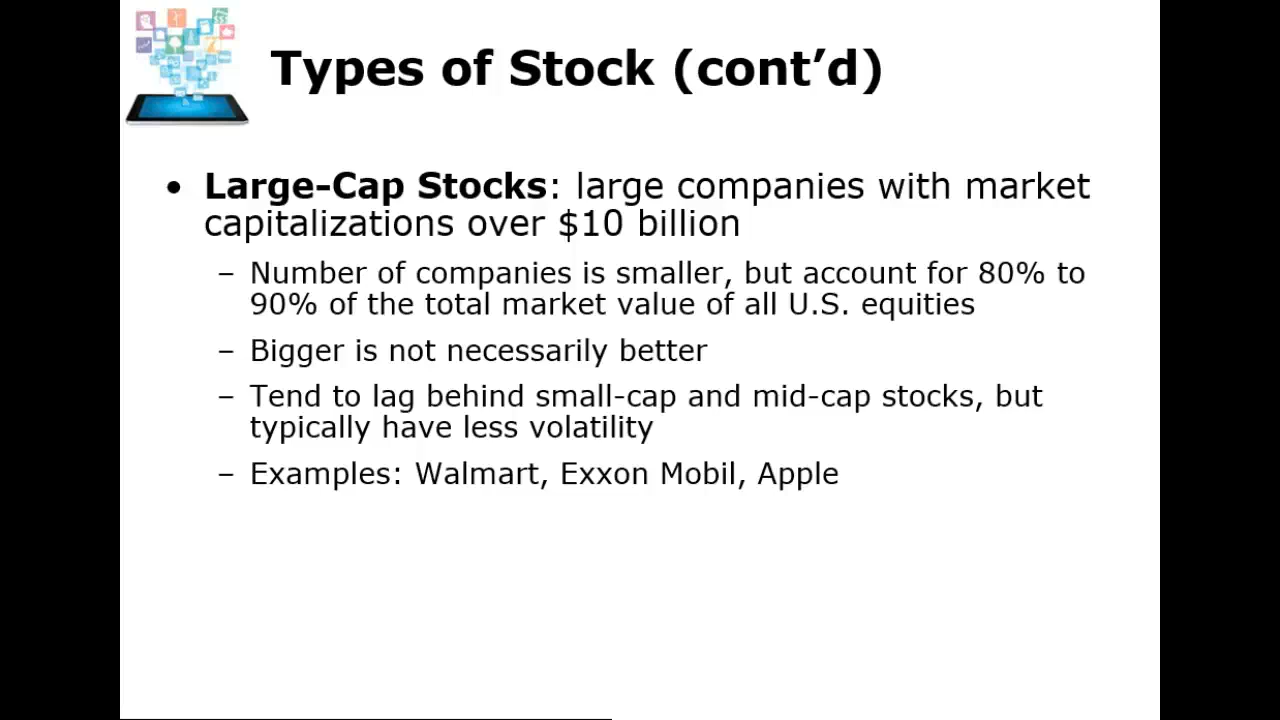 Types of Stock (cont’d)
• Large-Cap Stocks: large companies with market
capitalizations over $10 billion
– Number of companies is smaller, but account for 80% to
90% of the total market value of all U.S. equities
– Bigger is not necessarily better
– Tend to lag behind small-cap and mid-cap stocks, but
typically have less volatility
– Examples: Walmart, Exxon Mobil, Apple